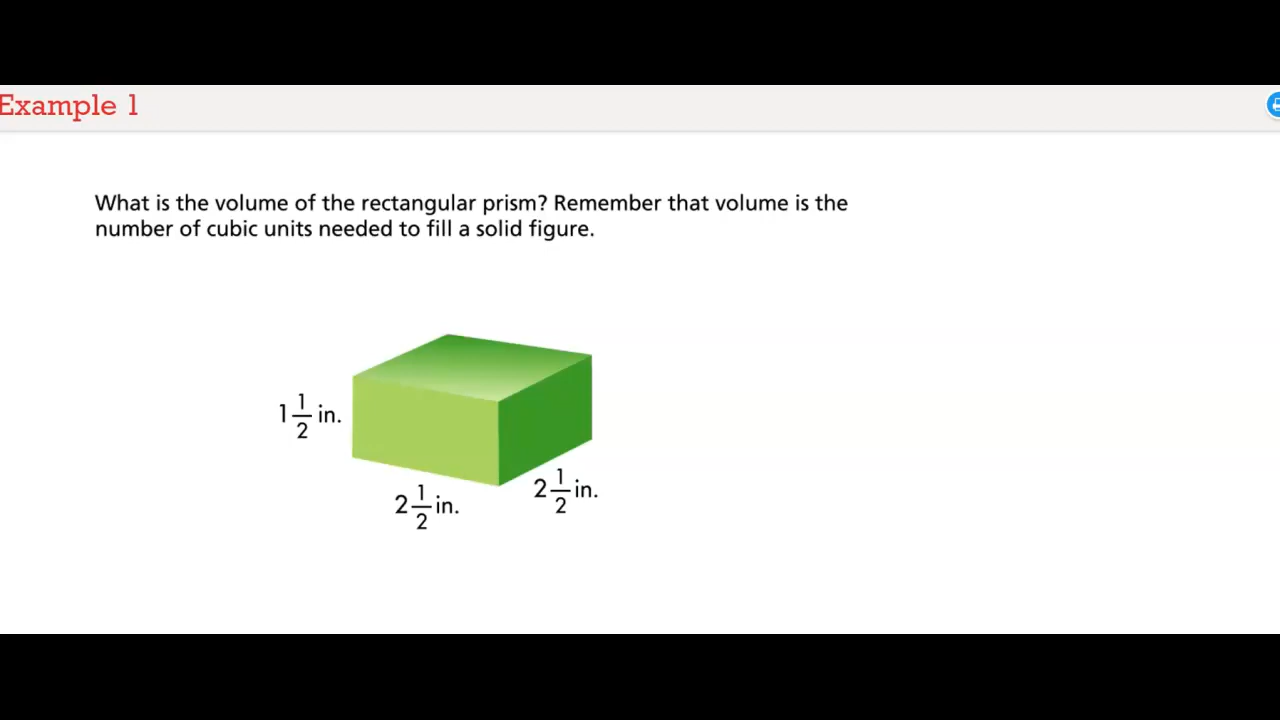 Example 1
What is the volume of the rectangular prism? Remember that volume is the
number of cubic units needed to fill a solid figure.
1 1/2 in.
2 1/2 in.
2 1/2 in.